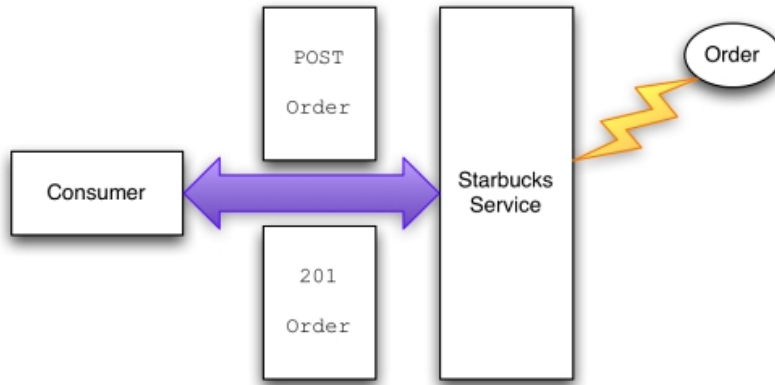 POST
Order
Consumer
201
Order
Starbucks
Service
Order